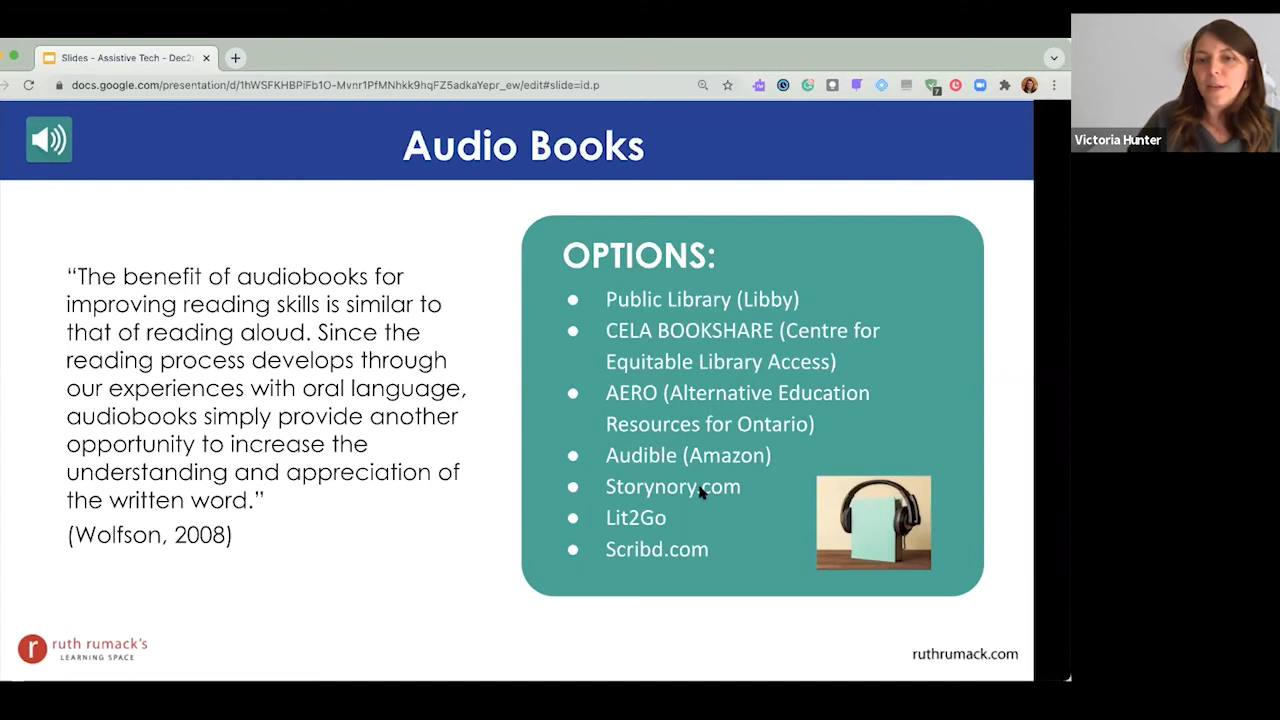 Slides - Assistive Tech - Dec2
docs.google.com/presentation/d/1hWSFKHBPiFb1O-Mvnr1PfMNhkk9hqFZ5adkaYepr_ew/edit#slide=id.p
7
Victoria Hunter
Audio Books
“The benefit of audiobooks for
improving reading skills is similar to
that of reading aloud. Since the
reading process develops through
our experiences with oral language,
audiobooks simply provide another
opportunity to increase the
understanding and appreciation of
the written word.”
(Wolfson, 2008)
OPTIONS:
● Public Library (Libby)
● CELA BOOKSHARE (Centre for
Equitable Library Access)
● AERO (Alternative Education
Resources for Ontario)
● Audible (Amazon)
● Storynory.com
● Lit2Go
● Scribd.com
r ruth rumack's
LEARNING SPACE
ruthrumack.com